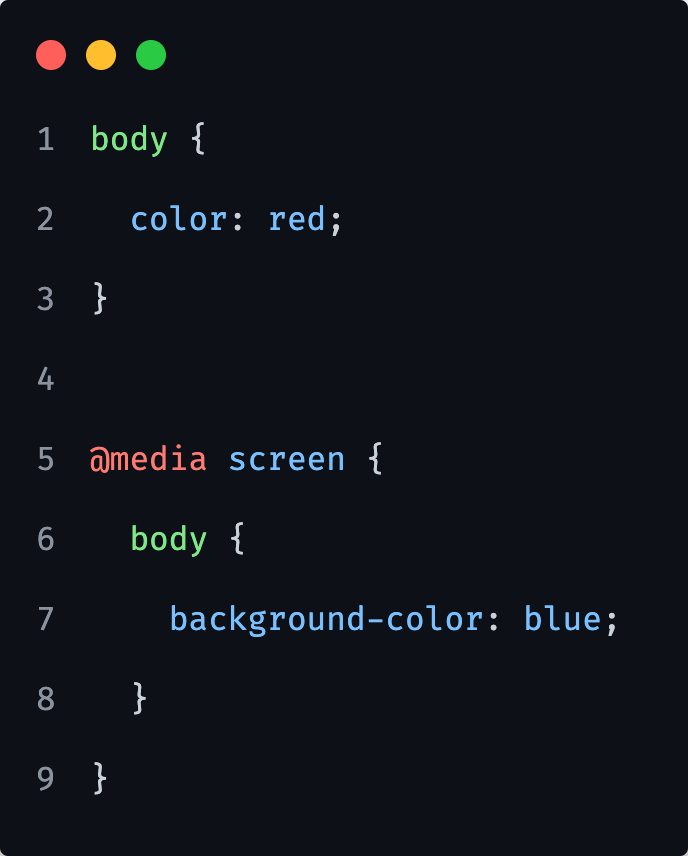 1 body {
2   color: red;
3 }
4
5 @media screen {
6   body {
7     background-color: blue;
8   }
9 }